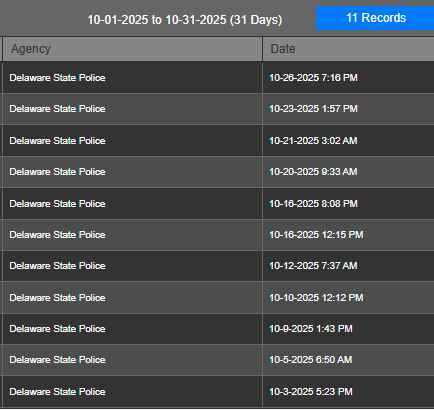 10-01-2025 to 10-31-2025 (31 Days) 11 Records
Agency Date
Delaware State Police 10-26-2025 7:16 PM
Delaware State Police 10-23-2025 1:57 PM
Delaware State Police 10-21-2025 3:02 AM
Delaware State Police 10-20-2025 9:33 AM
Delaware State Police 10-16-2025 8:08 PM
Delaware State Police 10-16-2025 12:15 PM
Delaware State Police 10-12-2025 7:37 AM
Delaware State Police 10-10-2025 12:12 PM
Delaware State Police 10-9-2025 1:43 PM
Delaware State Police 10-5-2025 6:50 AM
Delaware State Police 10-3-2025 5:23 PM